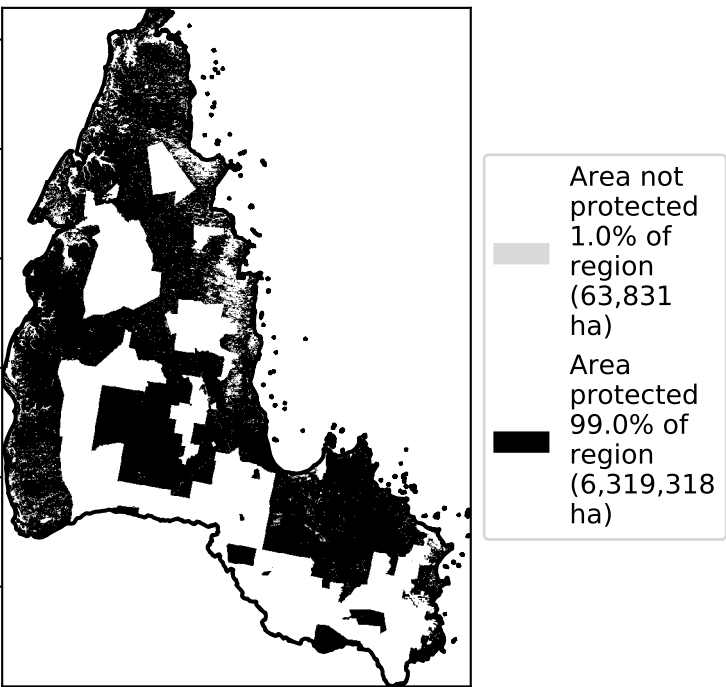 Area not
protected
1.0% of
region
(63,831
ha)
Area
protected
99.0% of
region
(6,319,318
ha)